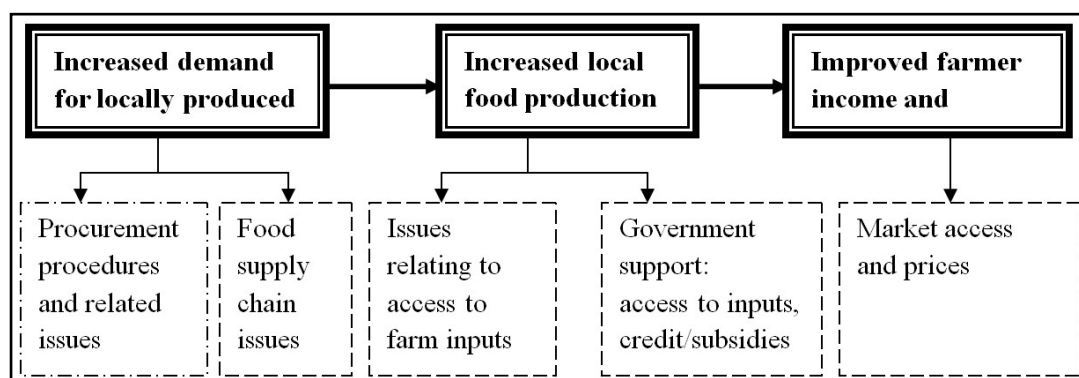 Increased demand
for locally produced
Increased local
food production
Improved farmer
income and
Procurement
procedures
and related
issues
Food
supply
chain
issues
Issues
relating to
access to
farm inputs
Government
support:
access to inputs,
credit/subsidies
Market access
and prices